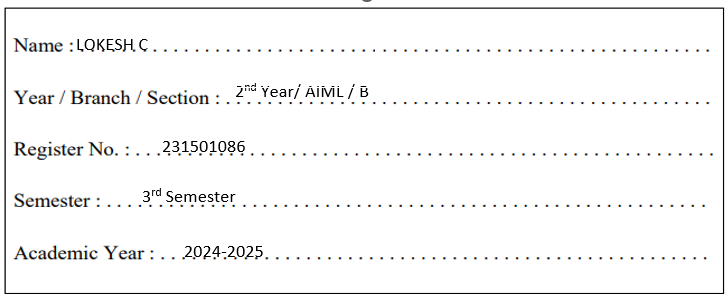 Name : LOKESH C
Year / Branch / Section : 2nd Year/ AIML / B
Register No. : 231501086
Semester : 3rd Semester
Academic Year : 2024-2025